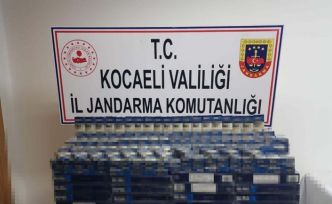 T.C.
KOCAELİ VALİLİĞİ
İL JANDARMA KOMUTANLIĞI